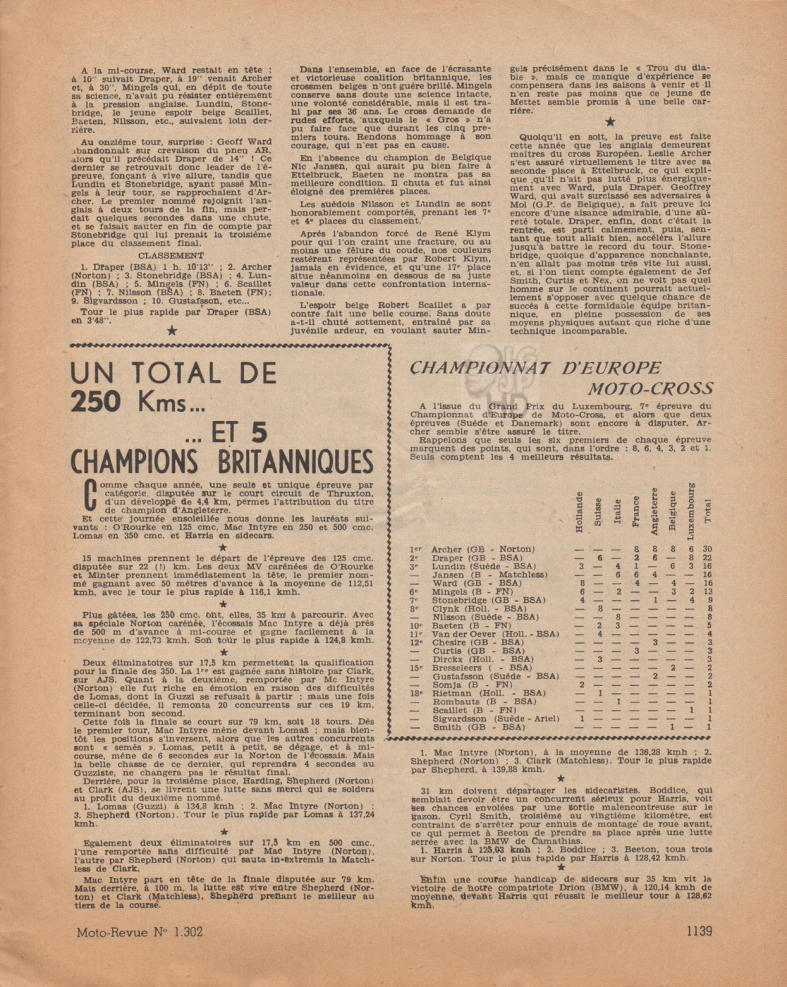 A la mi-course, Ward restait en tête ;
à 10" suivait Draper, à 19" venait Archer
et, à 30", Mingels qui, en dépit de toute
sa science, n'avait pu résister entièrement
à la pression anglaise. Lundin, Stone-
bridge, le jeune espoir belge Scaillet,
Baeten, Nilsson, etc., suivaient loin der-
rière.
Au onzième tour, surprise : Geoff Ward
abandonnait sur crevaison du pneu AR,
alors qu'il précédait Draper de 14" ! Ce
dernier se retrouvait donc leader de l'é-
preuve, fonçant à vive allure, tandis que
Lundin et Stonebridge, ayant passé Min-
gels à leur tour, se rapprochaient d'Ar-
cher. Le premier nommé rejoignit l'an-
glais à deux tours de la fin, mais per-
dait quelques secondes dans une chute,
et se faisait sauter en fin de compte par
Stonebridge qui lui prenait la troisième
place du classement final.
CLASSEMENT
1. Draper (BSA) 1 h. 10'13" ; 2. Archer
(Norton) ; 3. Stonebridge (BSA) ; 4. Lun-
din (BSA) ; 5. Mingels (FN) ; 6. Scaillet
(FN) ; 7. Nilsson (BSA) ; 8. Baeten (FN);
9. Sigvardsson ; 10. Gustafsson, etc...
Tour le plus rapide par Draper (BSA)
en 3'48".
★
Dans l'ensemble, en face de l'écrasante
et victorieuse coalition britannique, les
crossmen belges n'ont guère brillé. Mingels
conserve sans doute une science intacte,
une volonté considérable, mais il est tra-
hi par ses 36 ans. Le cross demande de
rudes efforts, auxquels le « Gros » n'a
pu faire face que durant les cinq pre-
miers tours. Rendons hommage à son
courage, qui n'est pas en cause.
En l'absence du champion de Belgique
Nic Jansen, qui aurait pu bien faire à
Ettelbruck, Baeten ne montra pas sa
meilleure condition. Il chuta et fut ainsi
éloigné des premières places.
Les suédois Nilsson et Lundin se sont
honorablement comportés, prenant les 7e
et 4e places du classement.
Après l'abandon forcé de René Klym
pour qui l'on craint une fracture, ou au
moins une fêlure du coude, nos couleurs
restèrent représentées par Robert Klym,
jamais en évidence, et qu'une 17e place
situe néanmoins en dessous de sa juste
valeur dans cette confrontation interna-
tionale.
L'espoir belge Robert Scaillet a par
contre fait une belle course. Sans doute
a-t-il chuté sottement, entraîné par sa
juvénile ardeur, en voulant sauter Min-
gels précisément dans le « Trou du dia-
ble », mais ce manque d'expérience se
compensera dans les saisons à venir et il
n'en reste pas moins que ce jeune de
Mettet semble promis à une belle car-
rière.
★
Quoiqu'il en soit, la preuve est faite
cette année que les anglais demeurent
maîtres du cross Européen. Leslie Archer
s'est assuré virtuellement le titre avec sa
seconde place à Ettelbruck, ce qui expli-
que qu'il n'ait pas lutté plus énergique-
ment avec Ward, puis Draper. Geoffrey
Ward, qui avait surclassé ses adversaires à
Mol (G.P. de Belgique), a fait preuve ici
encore d'une aisance admirable, d'une sû-
reté totale. Draper, enfin, dont c'était la
rentrée, est parti calmement, puis, sen-
tant que tout allait bien, accéléra l'allure
jusqu'à battre le record du tour. Stone-
bridge, quoique d'apparence nonchalante,
n'en allait pas moins très vite lui aussi,
et, si l'on tient compte également de Jef
Smith, Curtis et Nex, on ne voit pas quel
homme sur le continent pourrait actuel-
lement s'opposer avec quelque chance de
succès à cette formidable équipe britan-
nique, en pleine possession de ses
moyens physiques autant que riche d'une
technique incomparable.
UN TOTAL DE
250 Kms...
... ET 5
CHAMPIONS BRITANNIQUES
Comme chaque année, une seule et unique épreuve par
catégorie, disputée sur le court circuit de Thruxton,
d'un développé de 4,4 km, permet l'attribution du titre
de champion d'Angleterre.
Et cette journée ensoleillée nous donne les lauréats sui-
vants : O'Rourke en 125 cmc. Mac Intyre en 250 et 500 cmc.
Lomas en 350 cmc. et Harris en sidecars.
★
15 machines prennent le départ de l'épreuve des 125 cmc.
disputée sur 22 (!) km. Les deux MV carénées de O'Rourke
et Minter prennent immédiatement la tête, le premier nom-
mé gagnant avec 50 mètres d'avance à la moyenne de 112,51
kmh, avec le tour le plus rapide à 116,1 kmh.
★
Plus gâtées, les 250 cmc. ont, elles, 35 km à parcourir. Avec
sa spéciale Norton carénée, l'écossais Mac Intyre a déjà près
de 500 m d'avance à mi-course et gagne facilement à la
moyenne de 122,73 kmh. Son tour le plus rapide à 124,8 kmh.
★
Deux éliminatoires sur 17,5 km permettent la qualification
pour la finale des 350. La 1re est gagnée sans histoire par Clark,
sur AJS. Quant à la deuxième, remportée par Mc Intyre
(Norton) elle fut riche en émotion en raison des difficultés
de Lomas, dont la Guzzi se refusait à partir ; mais une fois
celle-ci décidée, il remonta 20 concurrents sur ces 19 km,
terminant bon second.
Cette fois la finale se court sur 79 km, soit 18 tours. Dès
le premier tour, Mac Intyre mène devant Lomas ; mais bien-
tôt les positions s'inversent, alors que les autres concurrents
sont « semés ». Lomas, petit à petit, se dégage, et à mi-
course, mène de 6 secondes sur la Norton de l'écossais. Mais
la belle chasse de ce dernier, qui reprendra 4 secondes au
Guzziste, ne changera pas le résultat final.
Derrière, pour la troisième place, Harding, Shepherd (Norton)
et Clark (AJS), se livrent une lutte sans merci qui se soldera
au profit du deuxième nommé.
1. Lomas (Guzzi) à 134,8 kmh ; 2. Mac Intyre (Norton) ;
3. Shepherd (Norton). Tour le plus rapide par Lomas à 137,24
kmh.
★
Egalement deux éliminatoires sur 17,5 km en 500 cmc.
l'une remportée sans difficulté par Mac Intyre (Norton),
l'autre par Shepherd (Norton) qui sauta in-extremis la Match-
less de Clark.
Mac Intyre part en tête de la finale disputée sur 79 km.
Mais derrière, à 100 m, la lutte est vive entre Shepherd (Nor-
ton) et Clark (Matchless), Shepherd prenant le meilleur au
tiers de la course.
CHAMPIONNAT D'EUROPE
MOTO-CROSS
A l'issue du Grand Prix du Luxembourg, 7e épreuve du
Championnat d'Europe de Moto-Cross, et alors que deux
épreuves (Suède et Danemark) sont encore à disputer, Ar-
cher semble s'être assuré le titre.
Rappelons que seuls les six premiers de chaque épreuve
marquent des points, qui sont, dans l'ordre : 8, 6, 4, 3, 2 et 1.
Seuls comptent les 4 meilleurs résultats.
Hollande Suisse Italie France Angleterre Belgique Luxembourg Total
1er Archer (GB - Norton) — — — 8 8 8 6 30
2e Draper (GB - BSA) — 6 — 2 6 — 8 22
3e Lundin (Suède - BSA) 3 — 4 1 — 6 3 16
— Jansen (B - Matchless) — — 6 6 4 — — 16
— Ward (GB - BSA) 8 — — 4 — 4 — 16
6e Mingels (B - FN) 6 — 2 — — 3 2 13
7e Stonebridge (GB - BSA) 4 — — — 1 — 4 9
8e Clynk (Holl. - BSA) — 8 — — — — — 8
— Nilsson (Suède - BSA) — — 8 — — — — 8
10e Baeten (B - FN) — 2 3 — — — — 5
11e Van der Oever (Holl. - BSA) — 4 — — — — — 4
12e Chesire (GB - BSA) — — — — 3 — — 3
— Curtis (GB - BSA) — — — 3 — — — 3
— Dirckx (Holl. - BSA) — 3 — — — — — 3
15e Bresseleers ( - BSA) — — — — — 2 — 2
— Gustafsson (Suède - BSA) — — — — 2 — — 2
— Somja (B - FN) 2 — — — — — — 2
18e Rietman (Holl. - BSA) — 1 — — — — — 1
— Rombauts (B - BSA) — — 1 — — — — 1
— Scaillet (B - FN) — — — — — — 1 1
— Sigvardsson (Suède - Ariel) 1 — — — — — — 1
— Smith (GB - BSA) — — — — — 1 — 1
1. Mac Intyre (Norton), à la moyenne de 136,28 kmh ; 2.
Shepherd (Norton) ; 3. Clark (Matchless). Tour le plus rapide
par Shepherd, à 139,88 kmh.
★
31 km doivent départager les sidecaristes. Boddice, qui
semblait devoir être un concurrent sérieux pour Harris, voit
ses chances envolées par une sortie malencontreuse sur le
gazon. Cyril Smith, troisième au vingtième kilomètre, est
contraint de s'arrêter pour ennuis de montage de roue avant,
ce qui permet à Beeton de prendre sa place après une lutte
serrée avec la BMW de Camathias.
1. Harris à 125,03 kmh ; 2. Boddice ; 3. Beeton, tous trois
sur Norton. Tour le plus rapide par Harris à 128,42 kmh.
★
Enfin une course handicap de sidecars sur 35 km vit la
victoire de notre compatriote Drion (BMW), à 120,14 kmh de
moyenne, devant Harris qui réussit le meilleur tour à 128,62
kmh.
Moto-Revue N° 1.302
1139